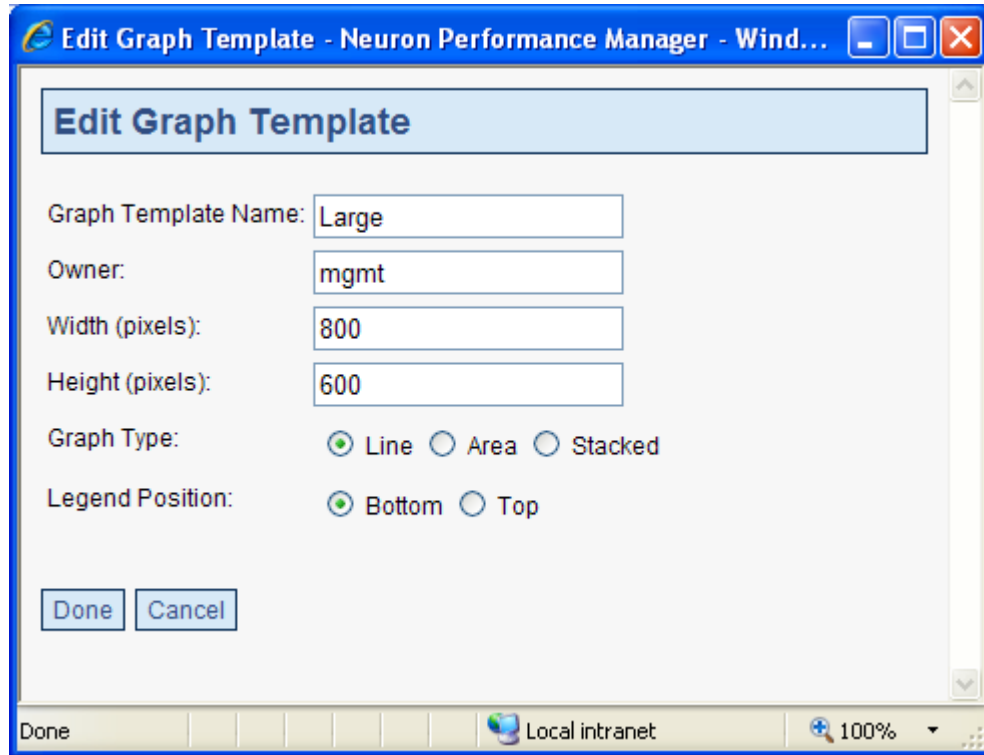 Edit Graph Template - Neuron Performance Manager - Wind...
Edit Graph Template
Graph Template Name: Large
Owner: mgmt
Width (pixels): 800
Height (pixels): 600
Graph Type: Line Area Stacked
Legend Position: Bottom Top
Done Cancel
Done Local intranet 100%